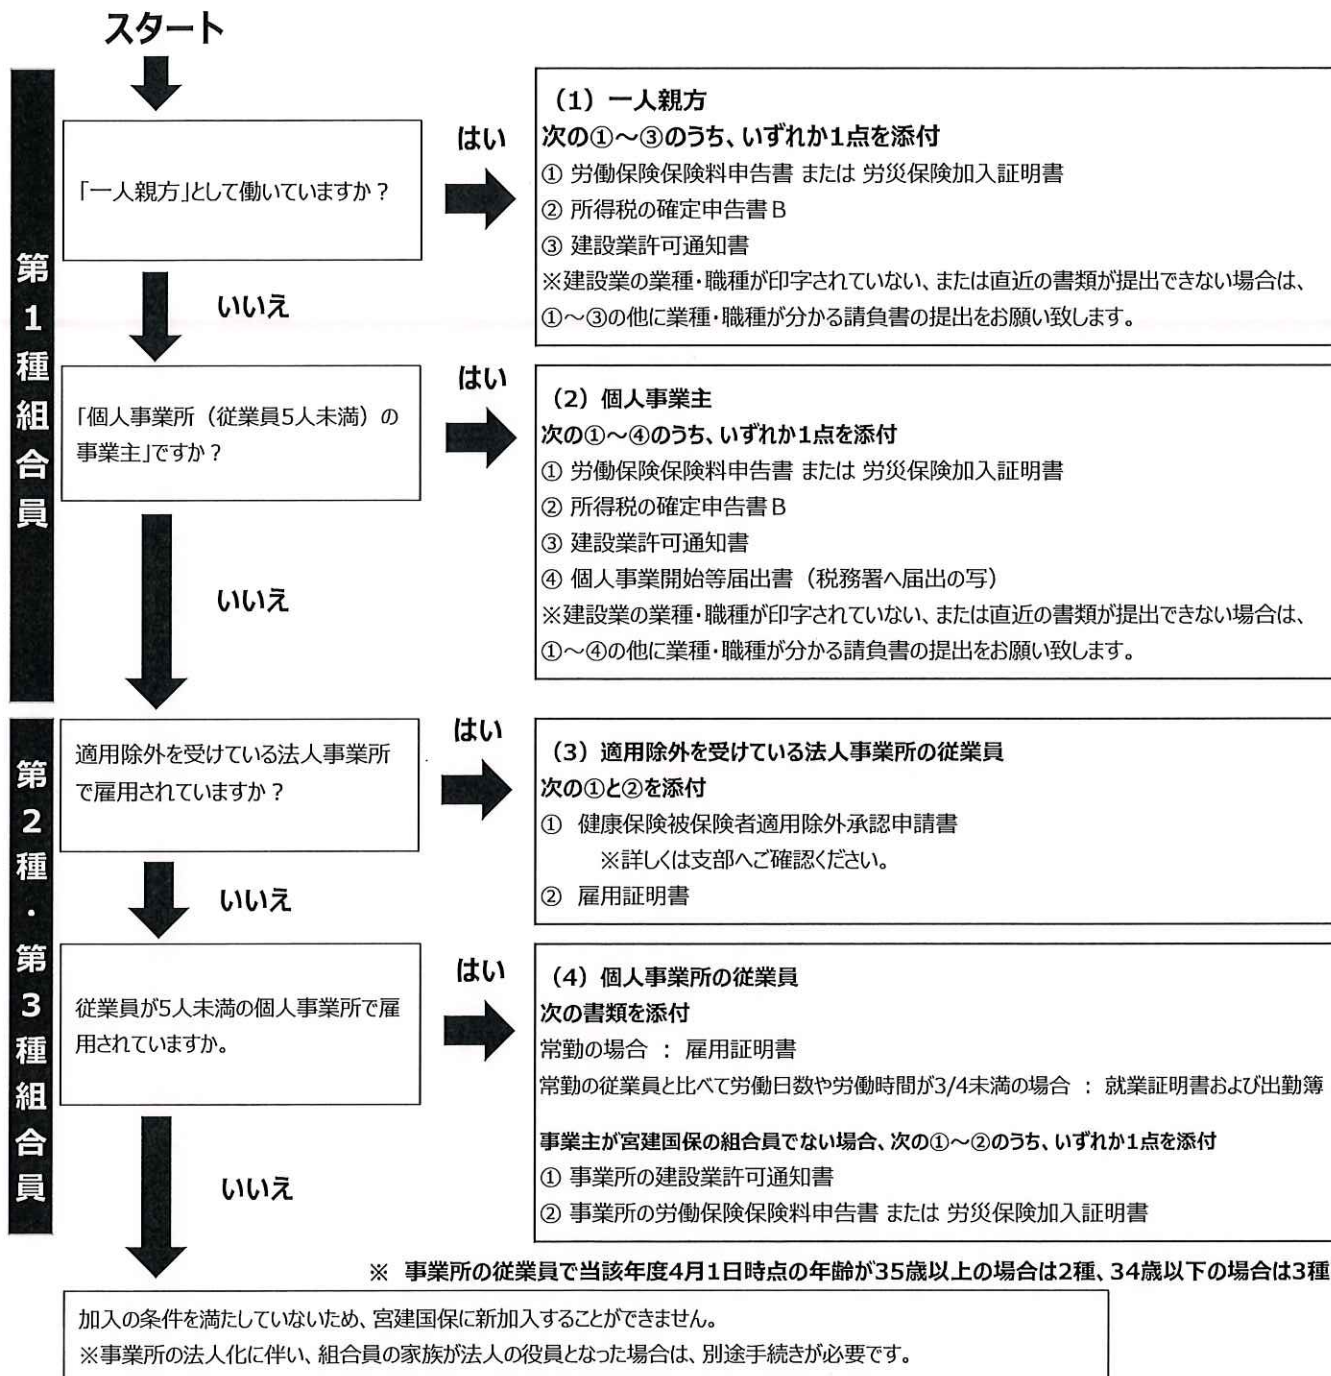 スタート
第1種組合員
「一人親方」として働いていますか？
はい
(1) 一人親方
次の①～③のうち、いずれか1点を添付
① 労働保険保険料申告書 または 労災保険加入証明書
② 所得税の確定申告書B
③ 建設業許可通知書
※建設業の業種・職種が印字されていない、または直近の書類が提出できない場合は、
①～③の他に業種・職種が分かる請負書の提出をお願い致します。
いいえ
「個人事業所（従業員5人未満）の
事業主」ですか？
はい
(2) 個人事業主
次の①～④のうち、いずれか1点を添付
① 労働保険保険料申告書 または 労災保険加入証明書
② 所得税の確定申告書B
③ 建設業許可通知書
④ 個人事業開始等届出書（税務署へ届出の写）
※建設業の業種・職種が印字されていない、または直近の書類が提出できない場合は、
①～④の他に業種・職種が分かる請負書の提出をお願い致します。
いいえ
第2種・第3種組合員
適用除外を受けている法人事業所
で雇用されていますか？
はい
(3) 適用除外を受けている法人事業所の従業員
次の①と②を添付
① 健康保険被保険者適用除外承認申請書
※詳しくは支部へご確認ください。
② 雇用証明書
いいえ
従業員が5人未満の個人事業所で雇
用されていますか。
はい
(4) 個人事業所の従業員
次の書類を添付
常勤の場合 ： 雇用証明書
常勤の従業員と比べて労働日数や労働時間が3/4未満の場合 ： 就業証明書および出勤簿
事業主が宮建国保の組合員でない場合、次の①～②のうち、いずれか1点を添付
① 事業所の建設業許可通知書
② 事業所の労働保険保険料申告書 または 労災保険加入証明書
いいえ
※ 事業所の従業員で当該年度4月1日時点の年齢が35歳以上の場合は2種、34歳以下の場合は3種
加入の条件を満たしていないため、宮建国保に新加入することができません。
※事業所の法人化に伴い、組合員の家族が法人の役員となった場合は、別途手続きが必要です。